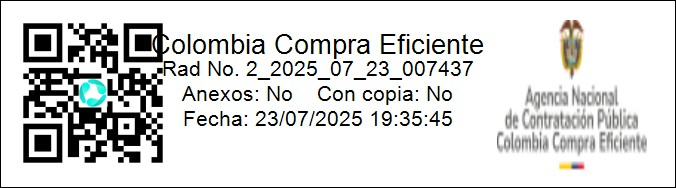 Colombia Compra Eficiente
Rad No. 2_2025_07_23_007437
Anexos: No Con copia: No
Fecha: 23/07/2025 19:35:45
Agencia Nacional
de Contratación Pública
Colombia Compra Eficiente